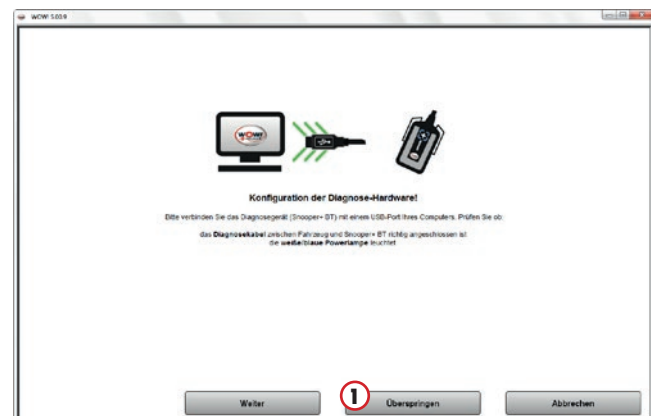 WOW! 5.00.9
WOW!
Konfiguration der Diagnose-Hardware!
Bitte verbinden Sie das Diagnosegerät (Snooper+ BT) mit einem USB-Port Ihres Computers. Prüfen Sie ob:
das Diagnosekabel zwischen Fahrzeug und Snooper+ BT richtig angeschlossen ist
die weiße/blaue Powerlampe leuchtet
Weiter
1
Überspringen
Abbrechen